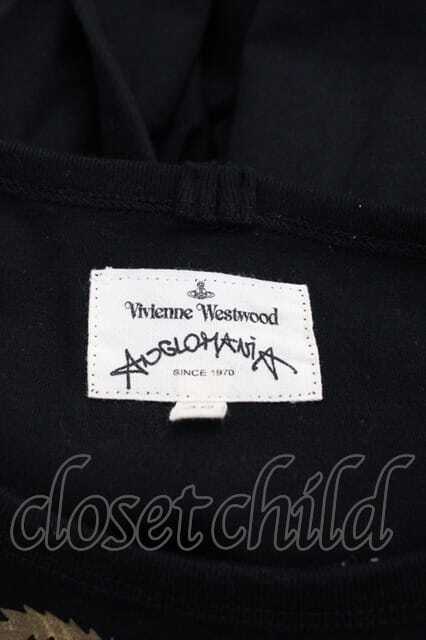 Vivienne Westwood
ANGLOMANIA
SINCE 1970
closetchild